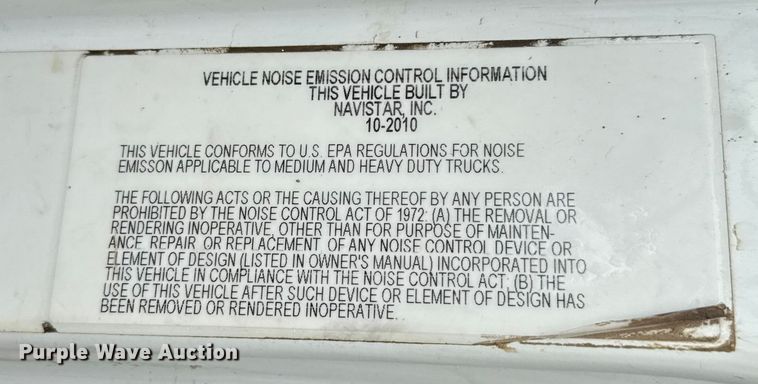 VEHICLE NOISE EMISSION CONTROL INFORMATION
THIS VEHICLE BUILT BY
NAVISTAR, INC.
10-2010
THIS VEHICLE CONFORMS TO U.S. EPA REGULATIONS FOR NOISE
EMISSON APPLICABLE TO MEDIUM AND HEAVY DUTY TRUCKS.
THE FOLLOWING ACTS OR THE CAUSING THEREOF BY ANY PERSON ARE
PROHIBITED BY THE NOISE CONTROL ACT OF 1972: (A) THE REMOVAL OR
RENDERING INOPERATIVE, OTHER THAN FOR PURPOSE OF MAINTEN-
ANCE, REPAIR, OR REPLACEMENT, OF ANY NOISE CONTROL DEVICE OR
ELEMENT OF DESIGN (LISTED IN OWNER'S MANUAL) INCORPORATED INTO
THIS VEHICLE IN COMPLIANCE WITH THE NOISE CONTROL ACT; (B) THE
USE OF THIS VEHICLE AFTER SUCH DEVICE OR ELEMENT OF DESIGN HAS
BEEN REMOVED OR RENDERED INOPERATIVE.
Purple Wave Auction